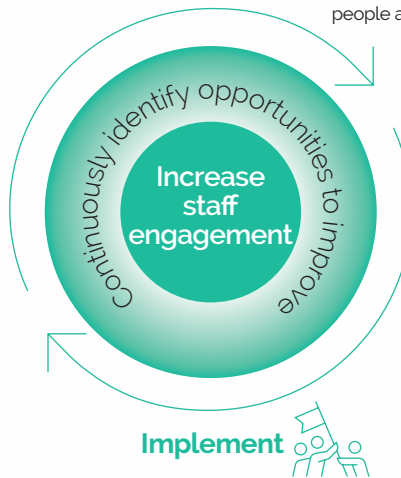 people a
Continuously identify opportunities to improve
Increase
staff
engagement
Implement